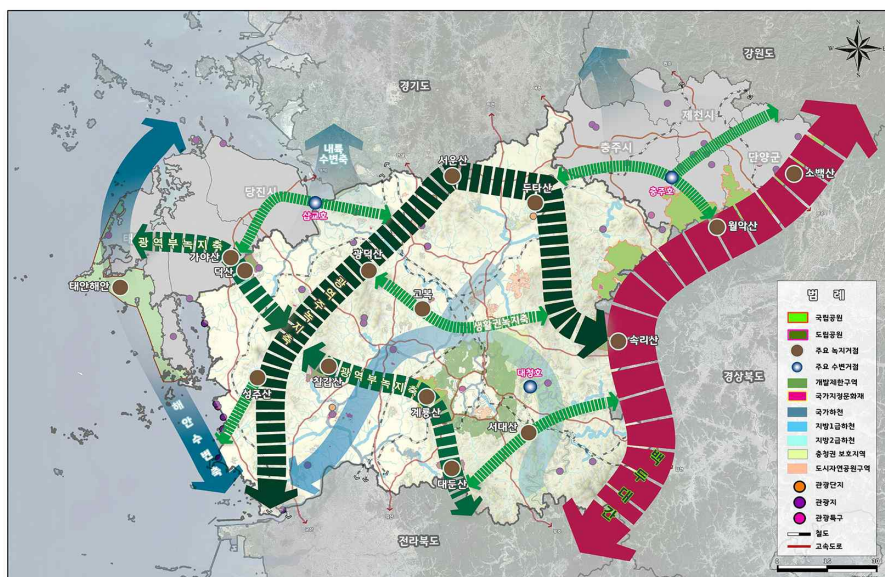 N
강원도
경기도
제천시
충주시
단양군
내륙
수변축
서운산
소백산
당진시
두타산
충주호
삽교호
월악산
광역부녹지축
가야산
광덕산
덕산
태안해안
고복
광역주녹지축
생활권녹지축
속리산
칠갑산
광역부녹지축
대청호
경상북도
성주산
계룡산
서대산
해안수변축
대둔산
백두대간
전라북도
범 례
국립공원
도립공원
주요 녹지거점
주요 수변거점
개발제한구역
국가지정문화재
국가하천
지방1급하천
지방2급하천
충청권 보호지역
도시자연공원구역
관광단지
관광지
관광특구
철도
고속도로
0 15 30